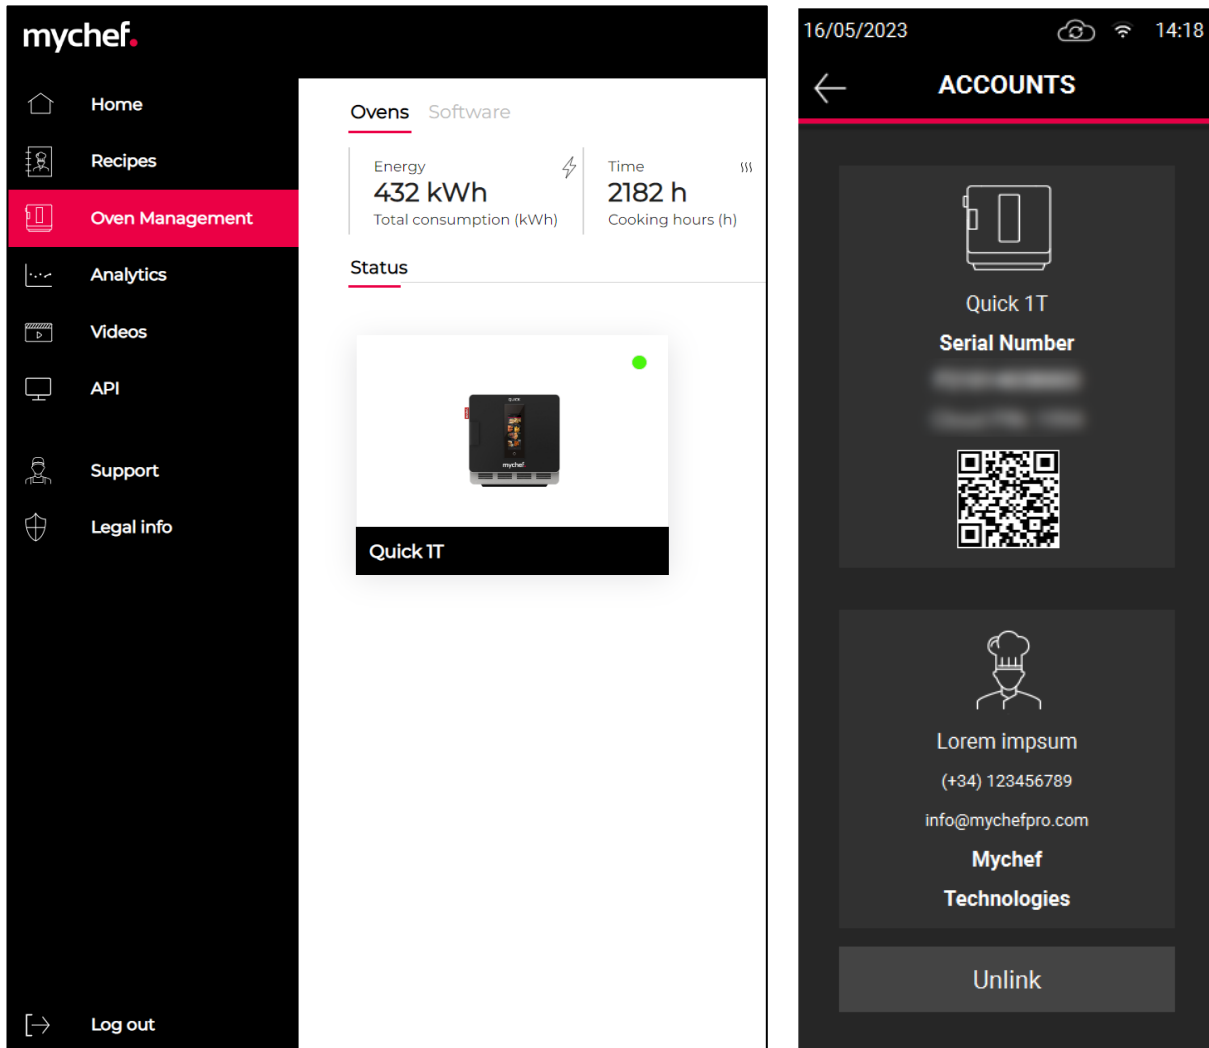 mychef.
Home
Recipes
Oven Management
Analytics
Videos
API
Support
Legal info
Log out
Ovens Software
Energy
432 kWh
Total consumption (kWh)
Time
2182 h
Cooking hours (h)
Status
QUICK
mychef
Quick 1T
16/05/2023 14:18
ACCOUNTS
Quick 1T
Serial Number
Lorem impsum
(+34) 123456789
info@mychefpro.com
Mychef
Technologies
Unlink